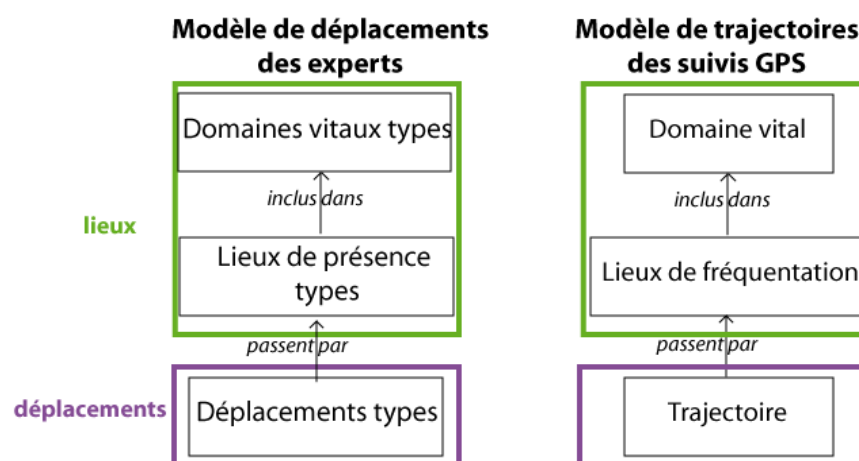 Modèle de déplacements
des experts
Modèle de trajectoires
des suivis GPS
Domaines vitaux types
Domaine vital
inclus dans
inclus dans
lieux
Lieux de présence
types
Lieux de fréquentation
passent par
passent par
déplacements
Déplacements types
Trajectoire